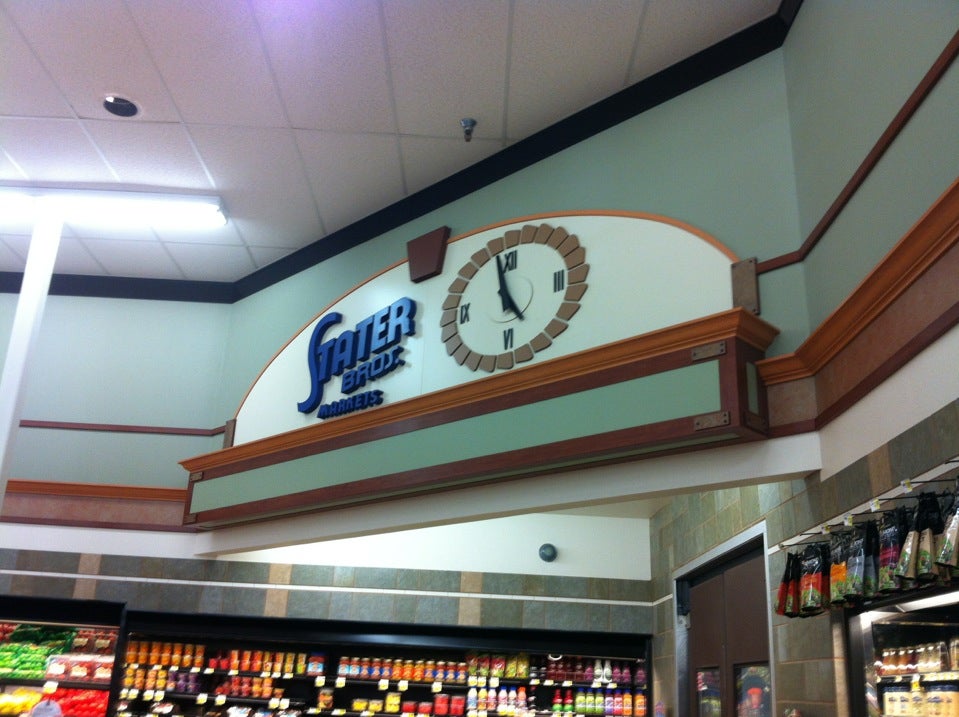 STATER
BROS.
MARKETS
XII
III
VI
IX